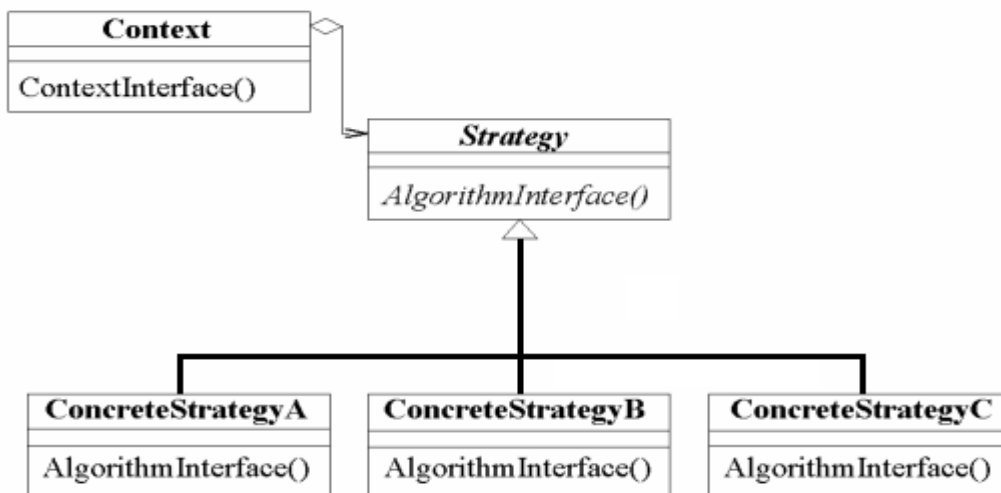 Context
ContextInterface()
Strategy
AlgorithmInterface()
ConcreteStrategyA
AlgorithmInterface()
ConcreteStrategyB
AlgorithmInterface()
ConcreteStrategyC
AlgorithmInterface()